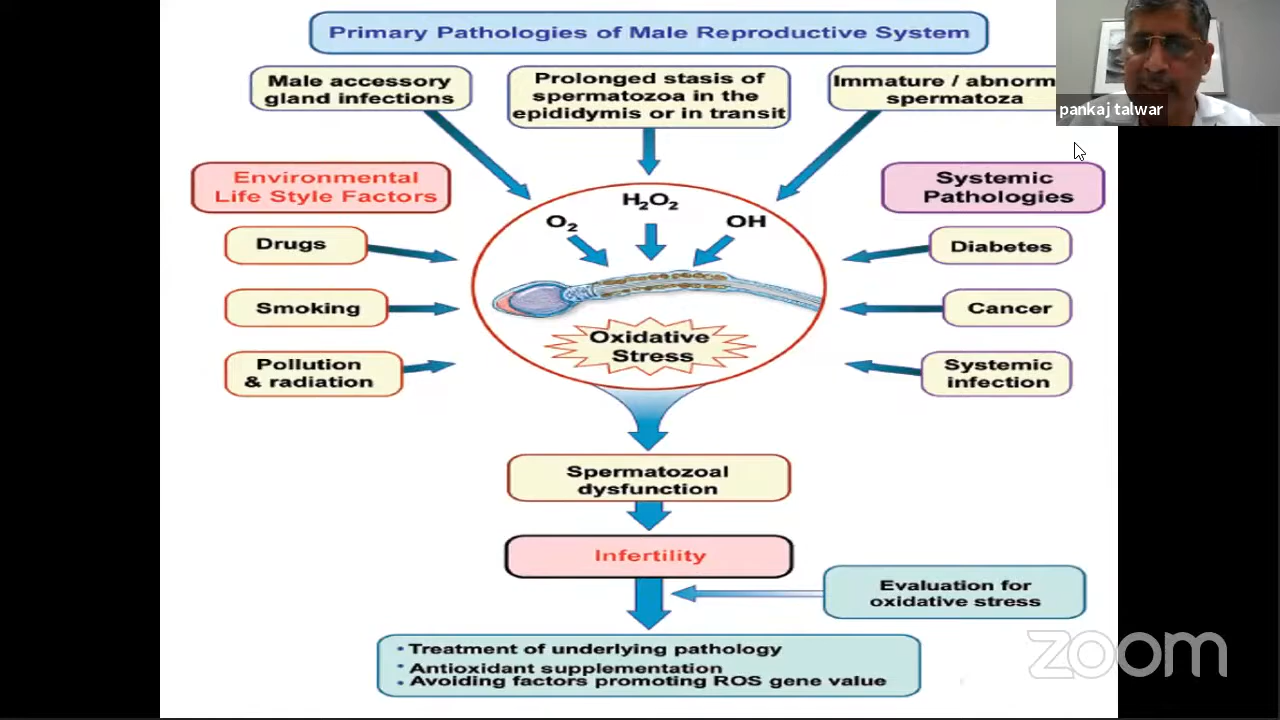 Primary Pathologies of Male Reproductive System
Male accessory
gland infections
Prolonged stasis of
spermatozoa in the
epididymis or in transit
Immature / abnorm
spermatoza
pankaj talwar
Environmental
Life Style Factors
Systemic
Pathologies
O2
H2O2
OH
Drugs
Smoking
Pollution
& radiation
Diabetes
Cancer
Systemic
infection
Oxidative
Stress
Spermatozoal
dysfunction
Infertility
Evaluation for
oxidative stress
• Treatment of underlying pathology
• Antioxidant supplementation
• Avoiding factors promoting ROS gene value
zoom